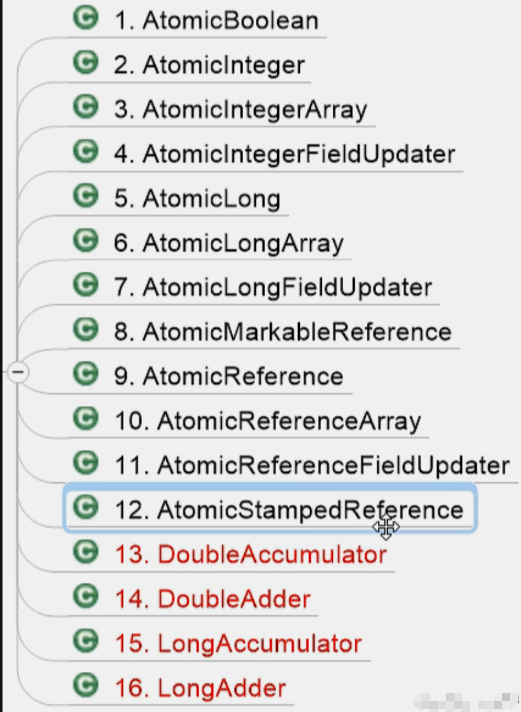 1. AtomicBoolean
2. AtomicInteger
3. AtomicIntegerArray
4. AtomicIntegerFieldUpdater
5. AtomicLong
6. AtomicLongArray
7. AtomicLongFieldUpdater
8. AtomicMarkableReference
9. AtomicReference
10. AtomicReferenceArray
11. AtomicReferenceFieldUpdater
12. AtomicStampedReference
13. DoubleAccumulator
14. DoubleAdder
15. LongAccumulator
16. LongAdder